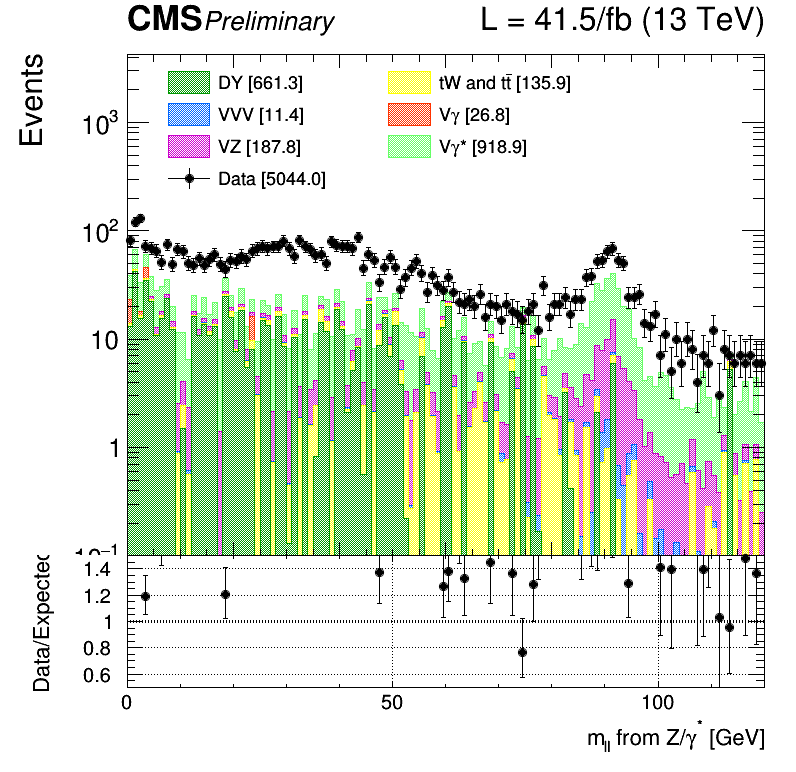 CMS Preliminary L = 41.5/fb (13 TeV)
Events
DY [661.3] tW and tt̄ [135.9]
VVV [11.4] Vγ [26.8]
VZ [187.8] Vγ* [918.9]
Data [5044.0]
10³
10²
10
1
10⁻¹
Data/Expected
1.4
1.2
1
0.8
0.6
0 50 100
m_ll from Z/γ* [GeV]